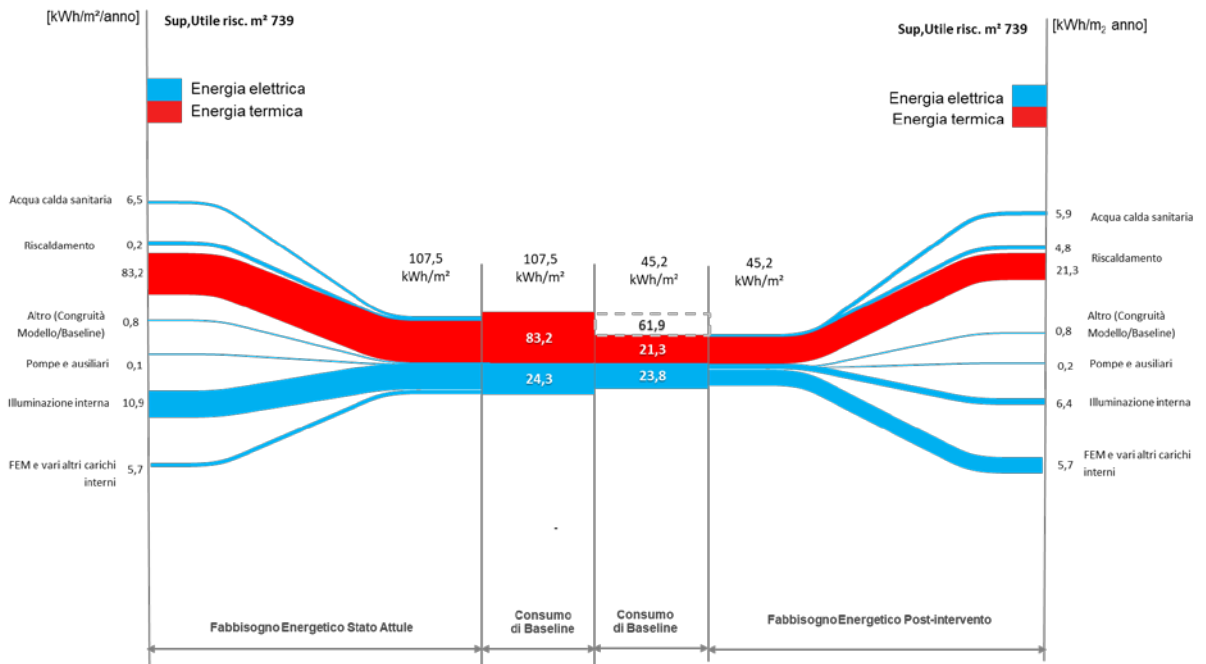 [kWh/m²/anno]
Sup,Utile risc. m² 739
Energia elettrica
Energia termica
Acqua calda sanitaria 6,5
Riscaldamento 0,2
83,2
Altro (Congruità
Modello/Baseline)
0,8
Pompe e ausiliari 0,1
Illuminazione interna 10,9
FEM e vari altri carichi
interni
5,7
107,5
kWh/m²
107,5
kWh/m²
45,2
kWh/m²
45,2
kWh/m²
83,2
24,3
61,9
21,3
23,8
Sup,Utile risc. m² 739
[kWh/m₂ anno]
Energia elettrica
Energia termica
5,9 Acqua calda sanitaria
4,8
Riscaldamento
21,3
Altro (Congruità
Modello/Baseline)
0,8
0,2 Pompe e ausiliari
6,4 Illuminazione interna
5,7
FEM e vari altri carichi
interni
Fabbisogno Energetico Stato Attule
Consumo
di Baseline
Consumo
di Baseline
Fabbisogno Energetico Post-intervento